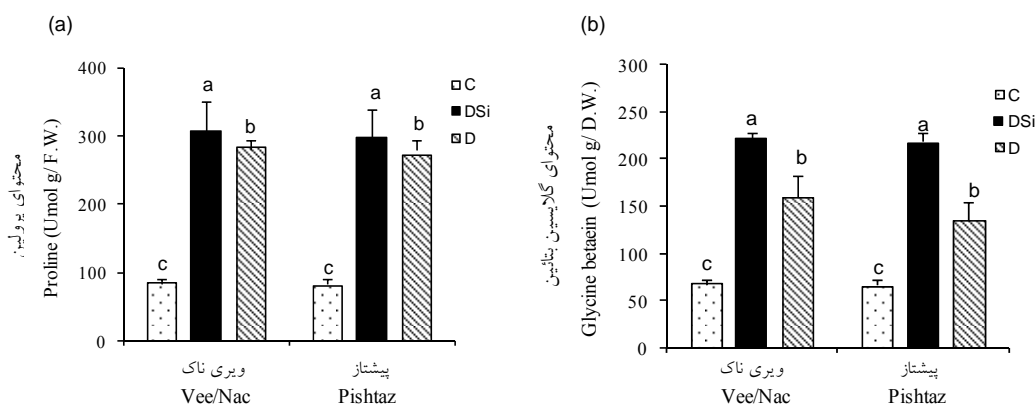 (a)
محتوای پرولین
Proline (Umol g/ F.W.)
400
300
200
100
0
a
b
c
a
b
c
C
DSi
D
ویری ناک
پیشتاز
Vee/Nac
Pishtaz
(b)
محتوای گلایسین بتائین
Glycine betaein (Umol g/ D.W.)
300
250
200
150
100
50
0
a
b
c
a
b
c
C
DSi
D
ویری ناک
پیشتاز
Vee/Nac
Pishtaz